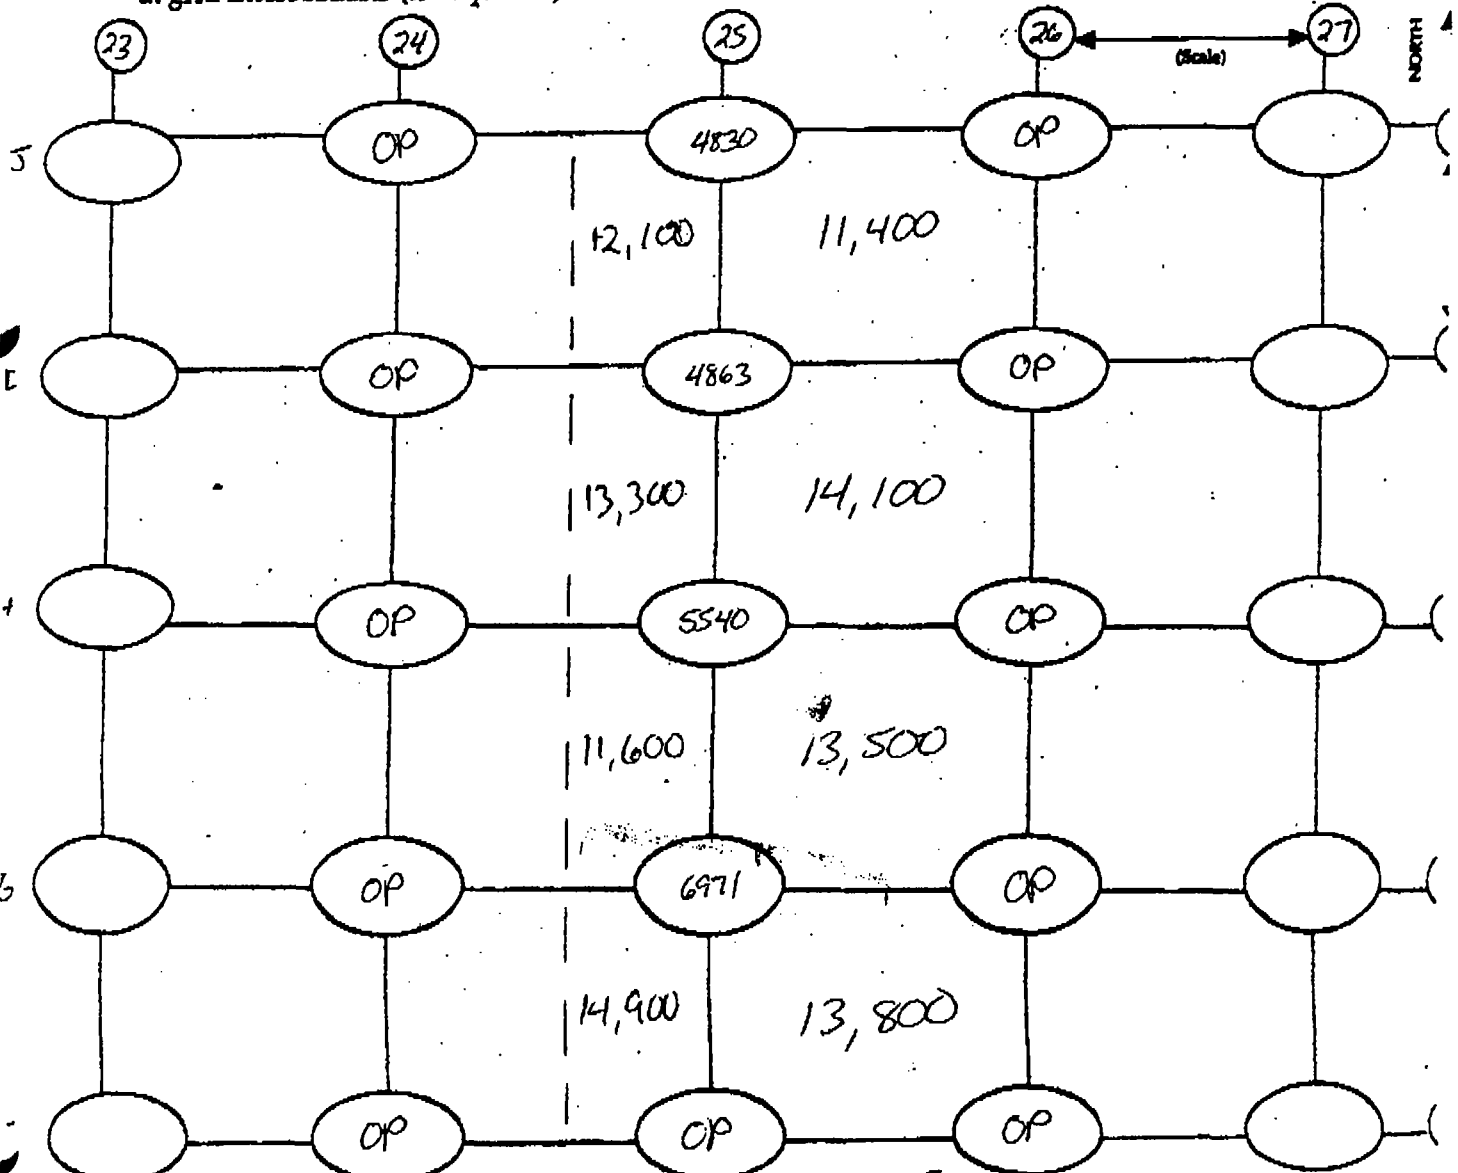 23 24 25 26 27
(Scale)
NORTH
J OP 4830 OP
12,100 11,400
OP 4863 OP
13,300 14,100
OP 5540 OP
11,600 13,500
OP 6971 OP
14,900 13,800
OP OP OP